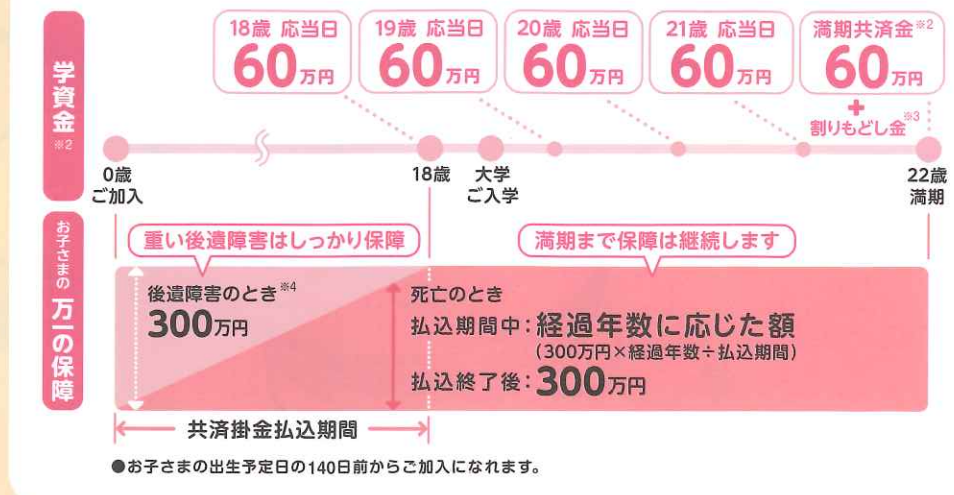 学資金※2
18歳 応当日
60万円
19歳 応当日
60万円
20歳 応当日
60万円
21歳 応当日
60万円
満期共済金※2
60万円
+
割りもどし金※3
0歳
ご加入
18歳
大学
ご入学
22歳
満期
お子さまの 万一の保障
重い後遺障害はしっかり保障
満期まで保障は継続します
後遺障害のとき※4
300万円
死亡のとき
払込期間中：経過年数に応じた額
（300万円×経過年数÷払込期間）
払込終了後：300万円
共済掛金払込期間
●お子さまの出生予定日の140日前からご加入になれます。